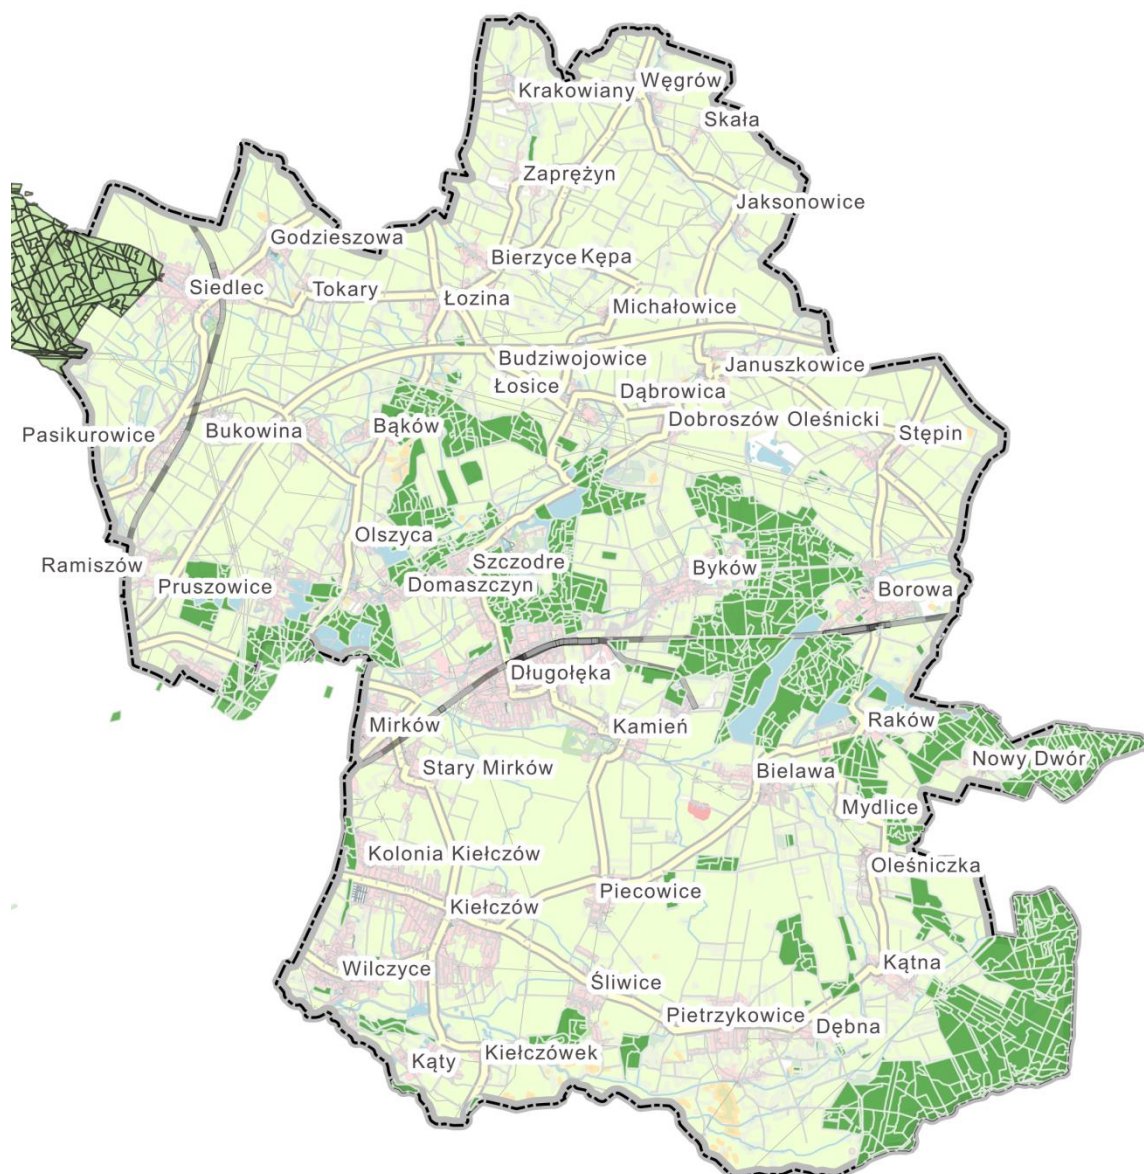 Węgrów
Krakowiany
Skała
Zaprężyn
Jaksonowice
Godzieszowa
Bierzyce
Kępa
Siedlec
Tokary
Łozina
Michałowice
Budziwojowice
Januszkowice
Łosice
Dąbrowica
Dobroszów Oleśnicki
Pasikurowice
Bukowina
Bąków
Stępin
Olszyca
Ramiszów
Szczodre
Byków
Pruszowice
Domaszczyn
Borowa
Długołęka
Mirków
Kamień
Raków
Stary Mirków
Bielawa
Nowy Dwór
Mydlice
Kolonia Kiełczów
Oleśniczka
Piecowice
Kiełczów
Wilczyce
Kątna
Śliwice
Pietrzykowice
Dębna
Kąty
Kiełczówek